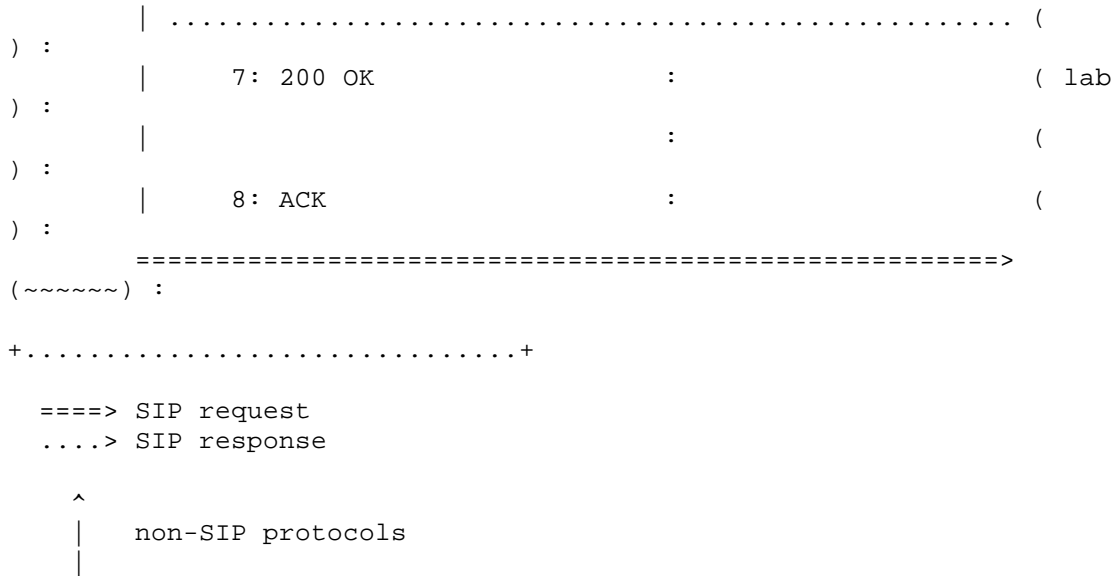 | ..................................................... (
) :
|     7: 200 OK                  :                      ( lab
) :
|                                :                      (
) :
|     8: ACK                     :                      (
) :
======================================================>
(~~~~~~) :
+...............................+
====> SIP request
....> SIP response
^
|   non-SIP protocols
|